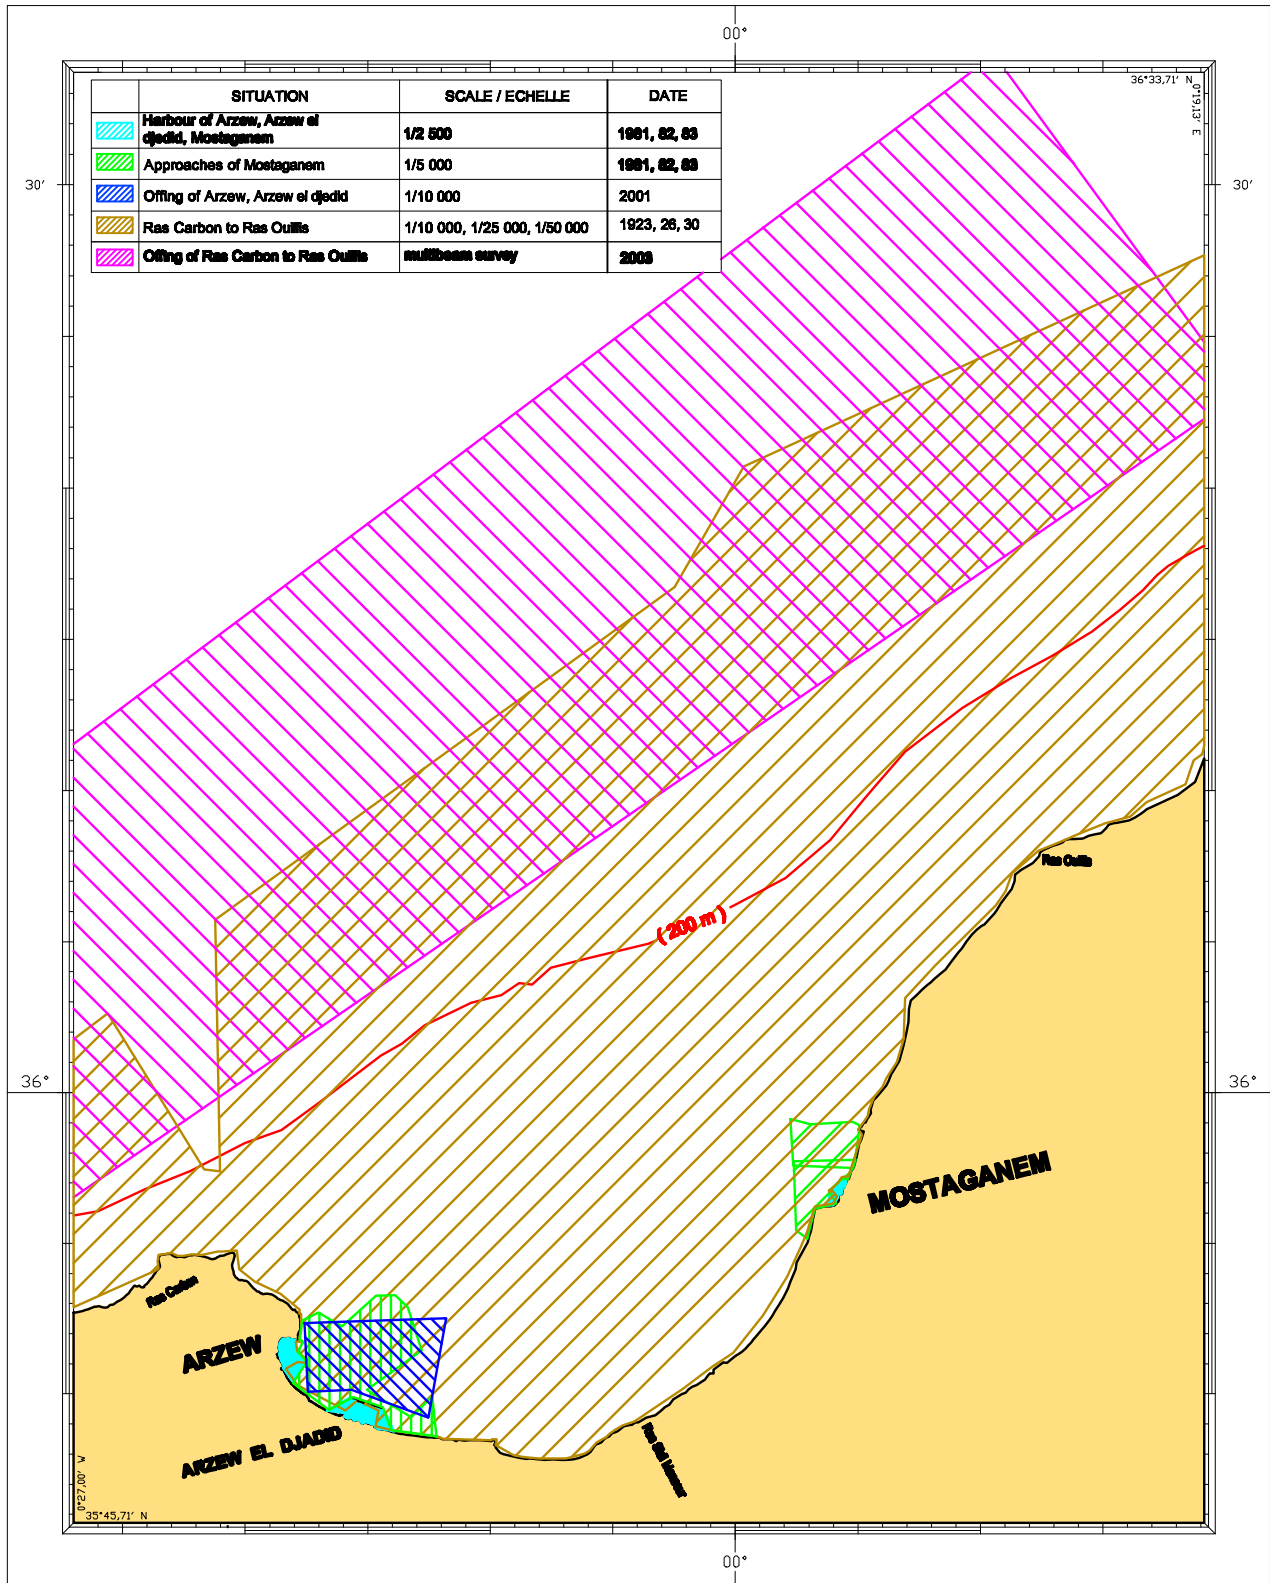 00°
36°33,71' N
0°19,13' E
SITUATION SCALE / ECHELLE DATE
Harbour of Arzew, Arzew el
djedid, Mostaganem 1/2 500 1981, 82, 83
Approaches of Mostaganem 1/5 000 1981, 82, 83
Offing of Arzew, Arzew el djedid 1/10 000 2001
Ras Carbon to Ras Ouillis 1/10 000, 1/25 000, 1/50 000 1923, 26, 30
Offing of Ras Carbon to Ras Ouillis multibeam survey 2003
30'
30'
Ras Ouillis
( 200 m )
36°
36°
MOSTAGANEM
Ras Carbon
ARZEW
ARZEW EL DJADID
Ras
0°27,00' W
35°45,71' N
00°